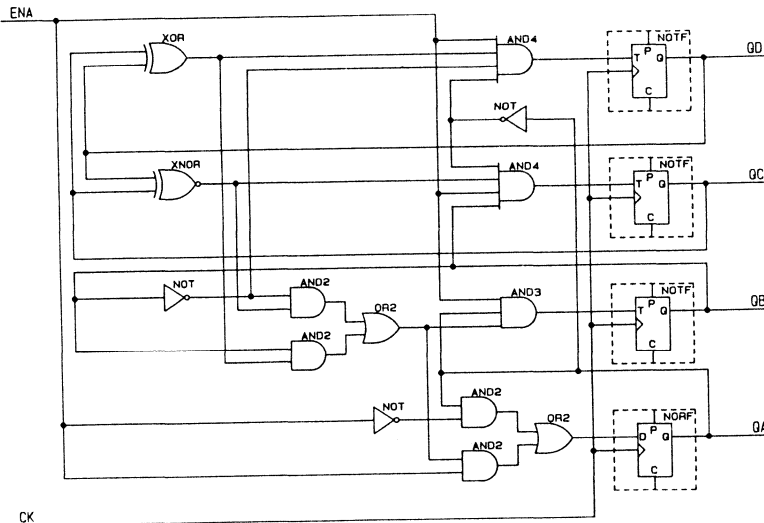 ENA
XOR
AND4
NOTF
P
T Q
C
QD
NOT
XNOR
AND4
NOTF
P
T Q
C
QC
NOT
AND2
OR2
AND3
NOTF
P
T Q
C
QB
AND2
NOT
AND2
OR2
NORF
P
D Q
C
QA
AND2
CK